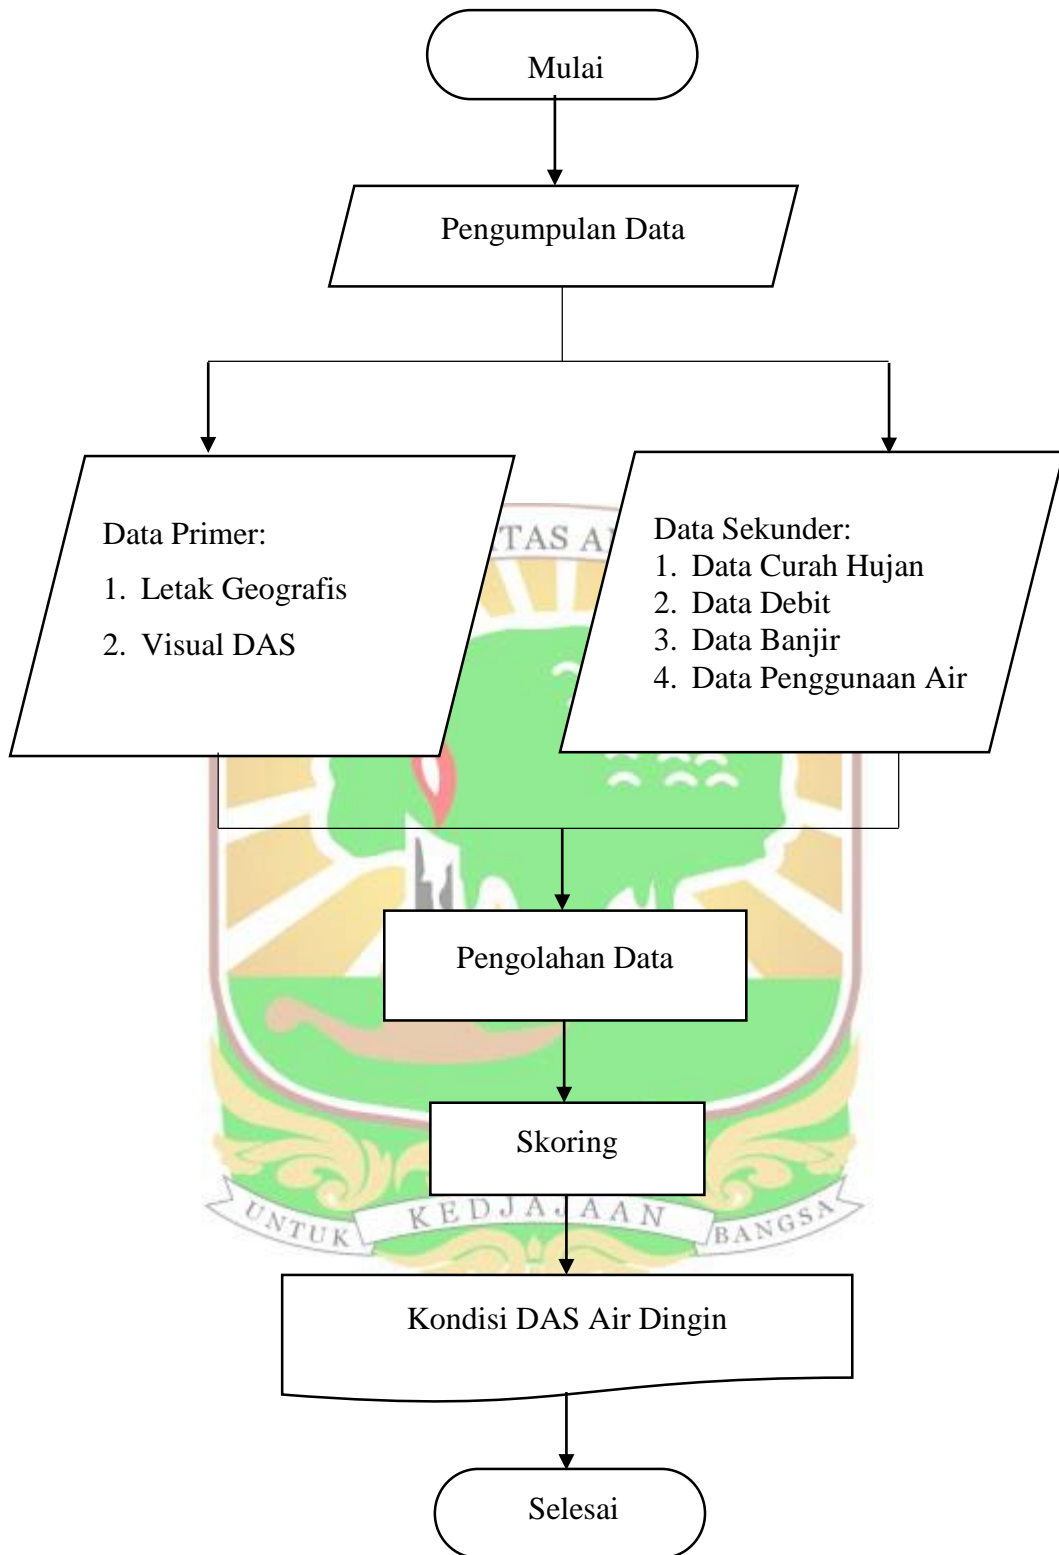 Mulai
Pengumpulan Data
Data Primer:
1. Letak Geografis
2. Visual DAS
Data Sekunder:
1. Data Curah Hujan
2. Data Debit
3. Data Banjir
4. Data Penggunaan Air
Pengolahan Data
Skoring
UNTUK KEDJAJAAN BANGSA
Kondisi DAS Air Dingin
Selesai